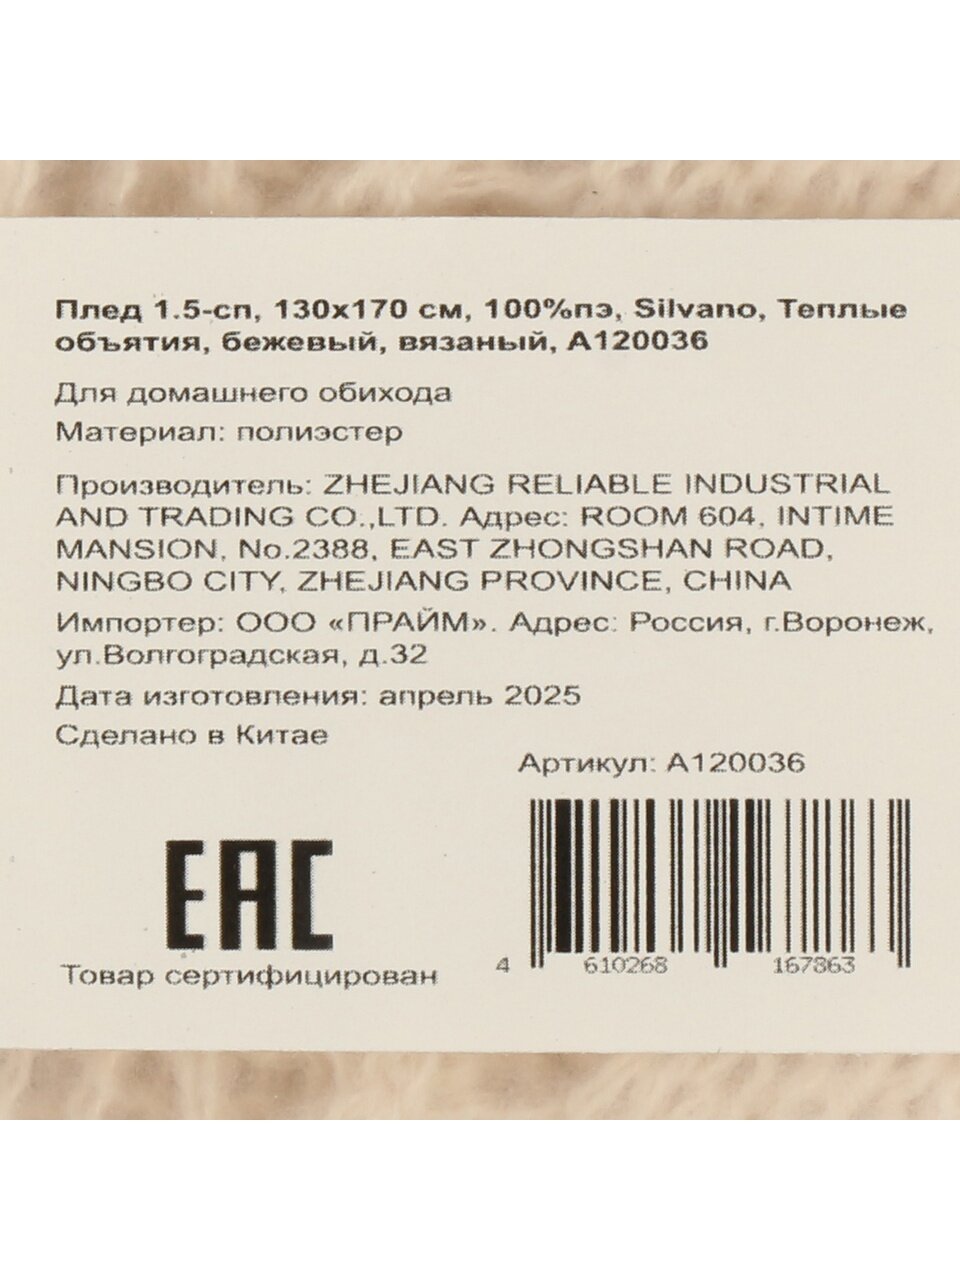 Плед 1.5-сп, 130х170 см, 100%пэ, Silvano, Теплые
объятия, бежевый, вязаный, A120036
Для домашнего обихода
Материал: полиэстер
Производитель: ZHEJIANG RELIABLE INDUSTRIAL
AND TRADING CO.,LTD. Адрес: ROOM 604, INTIME
MANSION, No.2388, EAST ZHONGSHAN ROAD,
NINGBO CITY, ZHEJIANG PROVINCE, CHINA
Импортер: ООО «ПРАЙМ». Адрес: Россия, г.Воронеж,
ул.Волгоградская, д.32
Дата изготовления: апрель 2025
Сделано в Китае
Артикул: A120036
EAC
Товар сертифицирован
4 610268 167863